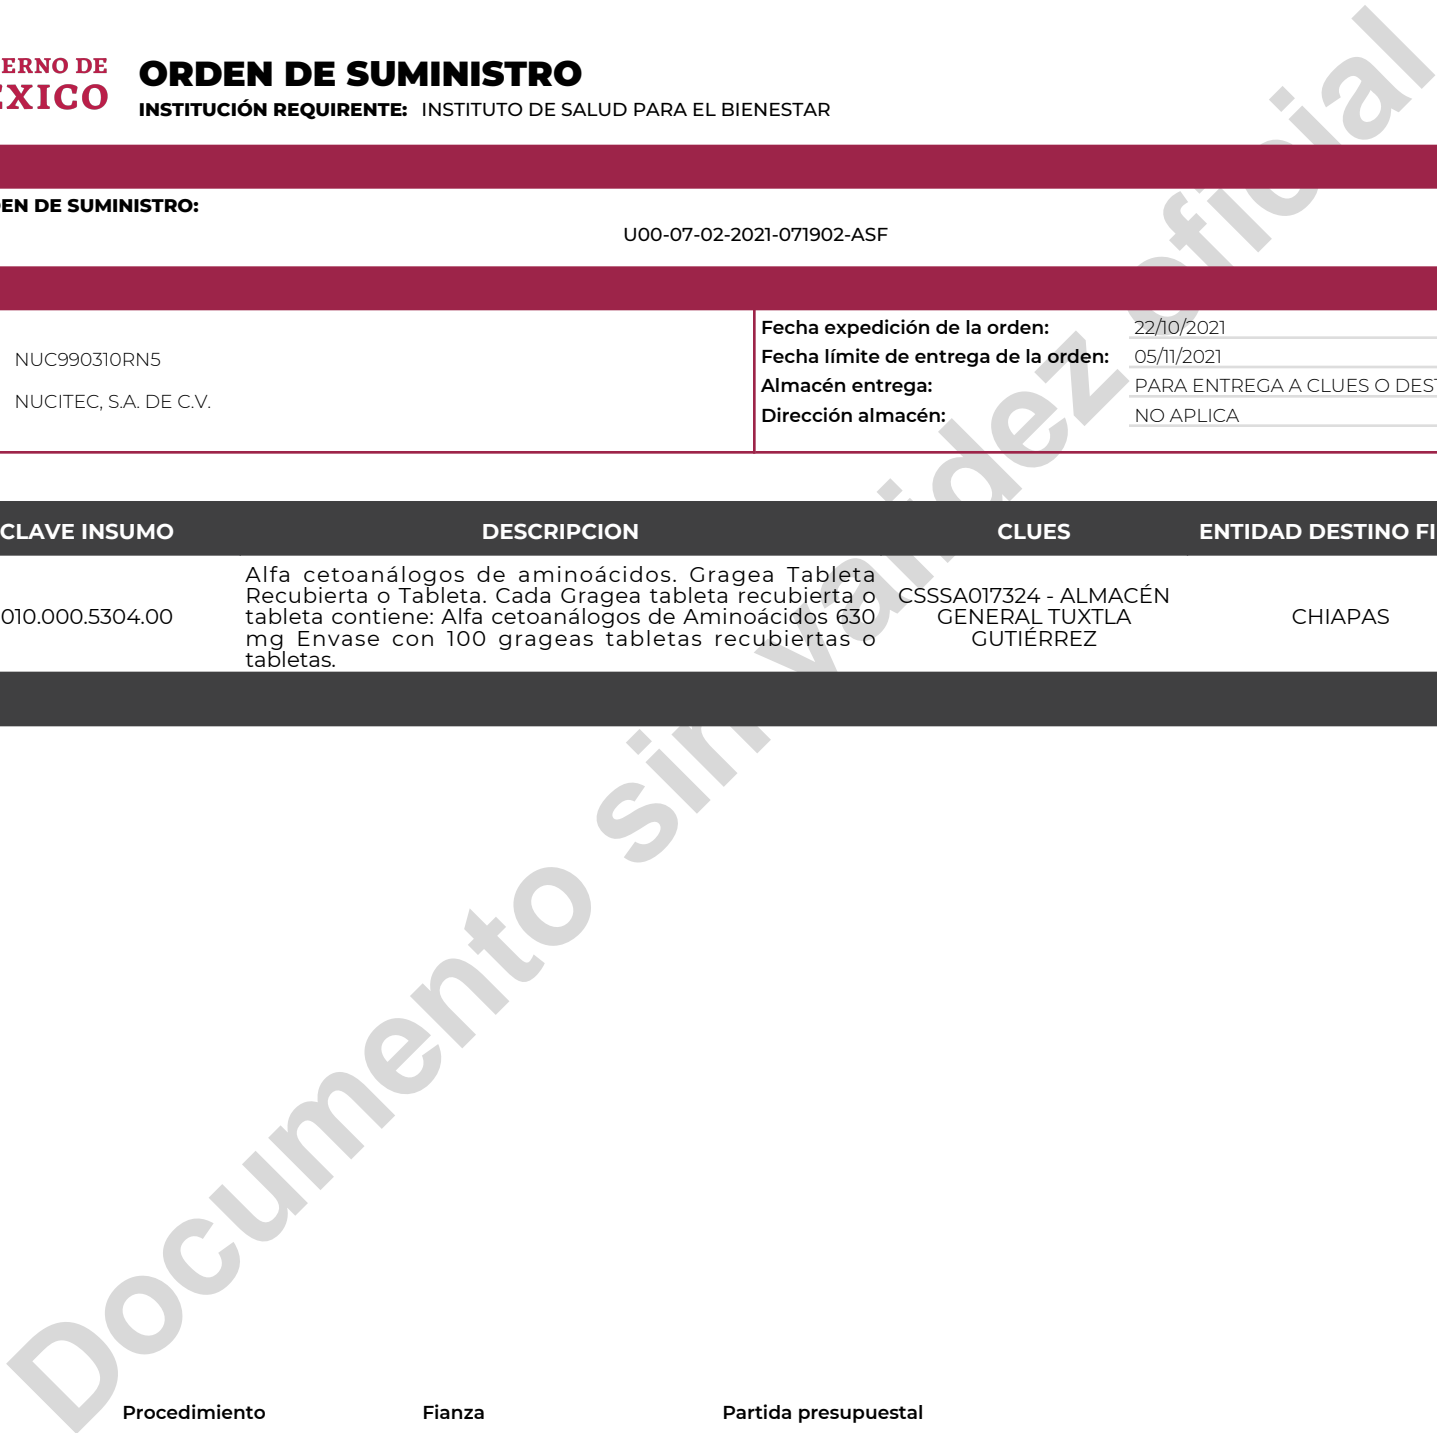 ERNO DE
ÉXICO
ORDEN DE SUMINISTRO
INSTITUCIÓN REQUIRENTE: INSTITUTO DE SALUD PARA EL BIENESTAR
EN DE SUMINISTRO:
U00-07-02-2021-071902-ASF
NUC990310RN5
NUCITEC, S.A. DE C.V.
Fecha expedición de la orden: 22/10/2021
Fecha límite de entrega de la orden: 05/11/2021
Almacén entrega: PARA ENTREGA A CLUES O DEST
Dirección almacén: NO APLICA
CLAVE INSUMO DESCRIPCION CLUES ENTIDAD DESTINO FI
010.000.5304.00
Alfa cetoanálogos de aminoácidos. Gragea Tableta
Recubierta o Tableta. Cada Gragea tableta recubierta o
tableta contiene: Alfa cetoanálogos de Aminoácidos 630
mg Envase con 100 grageas tabletas recubiertas o
tabletas.
CSSSA017324 - ALMACÉN
GENERAL TUXTLA
GUTIÉRREZ
CHIAPAS
Documento sin validez oficial
Procedimiento Fianza Partida presupuestal